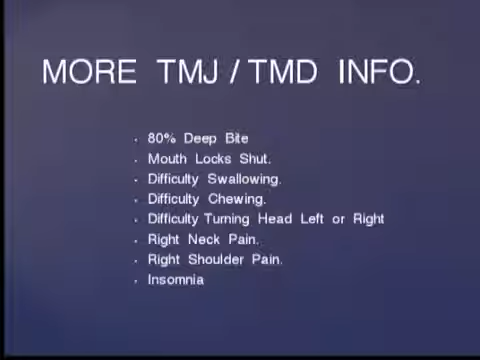 MORE TMJ / TMD INFO.
· 80% Deep Bite
· Mouth Locks Shut.
· Difficulty Swallowing.
· Difficulty Chewing.
· Difficulty Turning Head Left or Right
· Right Neck Pain.
· Right Shoulder Pain.
· Insomnia